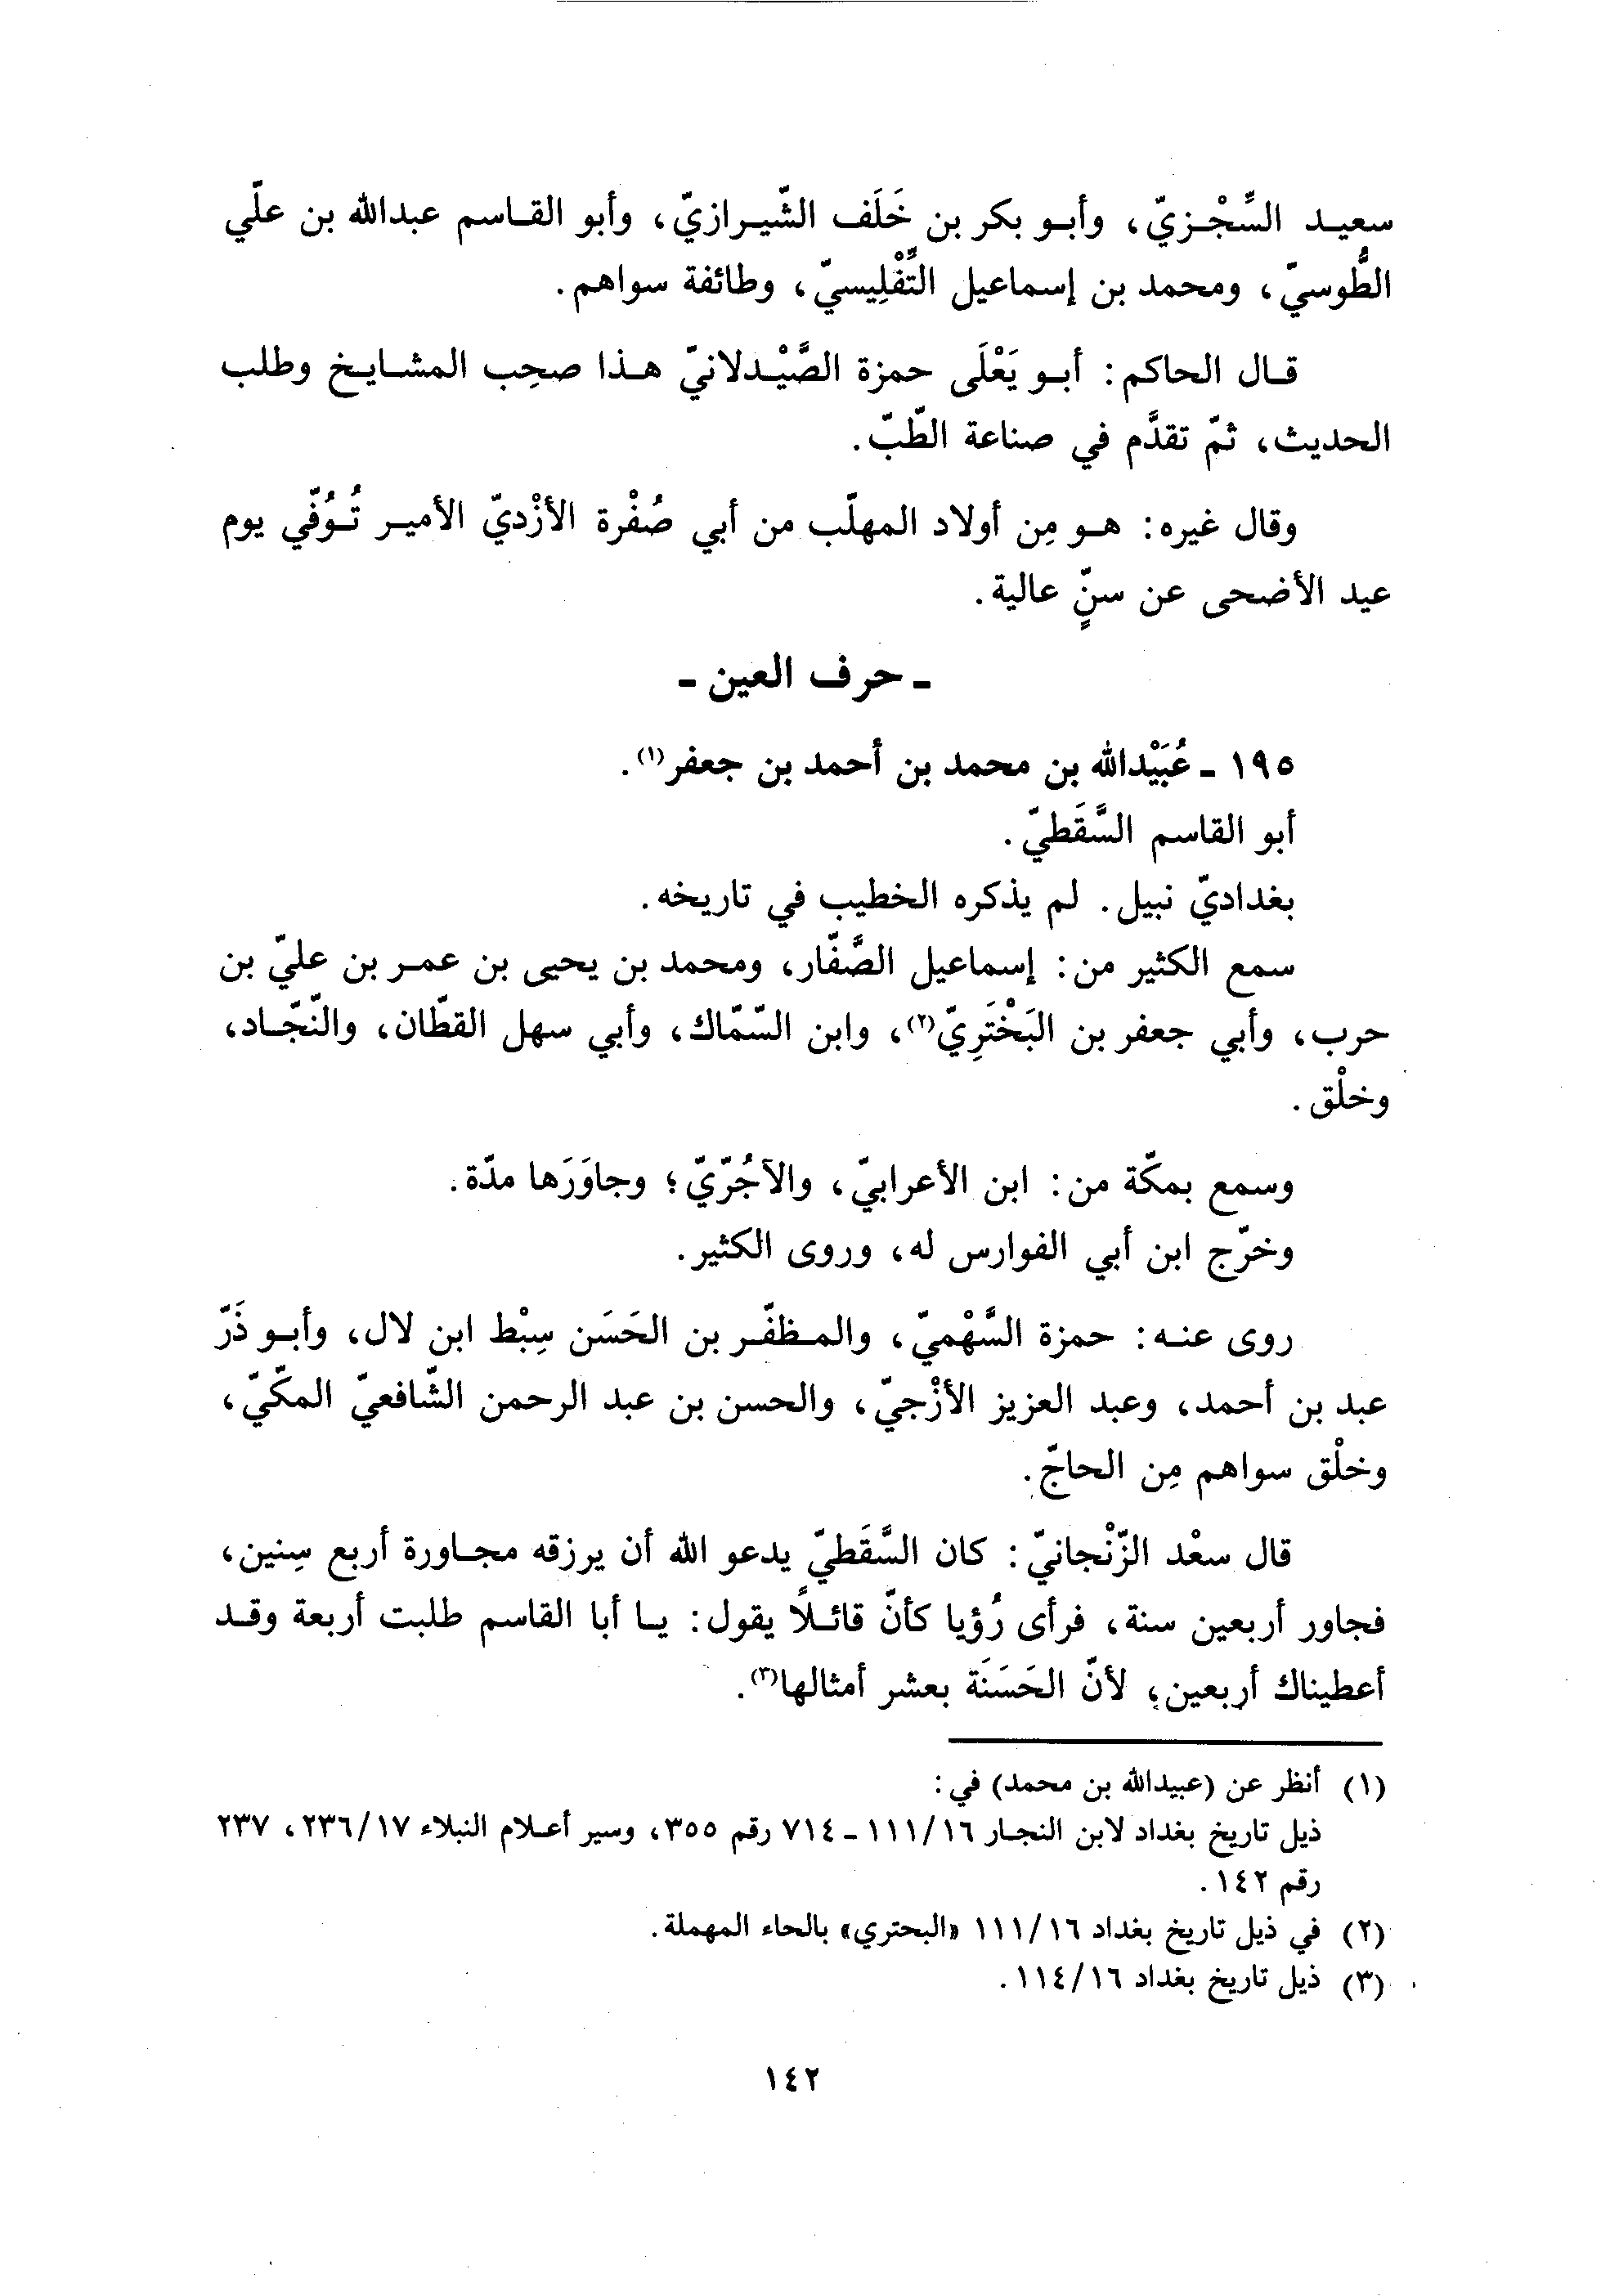 سعيد السِّجْزيّ، وأبو بكر بن خَلَف الشّيرازيّ، وأبو القاسم عبدالله بن علّي
الطُّوسيّ، ومحمد بن إسماعيل التَّفْلِيسيّ، وطائفة سواهم.
قال الحاكم: أبو يَعْلَى حمزة الصَّيْدلانيّ هذا صحِب المشايخ وطلب
الحديث، ثمّ تقدَّم في صناعة الطّبّ.
وقال غيره: هو مِن أولاد المهلّب من أبي صُفْرة الأزْديّ الأمير تُوُفّي يوم
عيد الأضحى عن سنٍّ عالية.
ـ حرف العين ـ
١٩٥ ـ عُبَيْدالله بن محمد بن أحمد بن جعفر(١).
أبو القاسم السَّقَطيّ.
بغداديّ نبيل. لم يذكره الخطيب في تاريخه.
سمع الكثير من: إسماعيل الصَّفّار، ومحمد بن يحيى بن عمر بن عليّ بن
حرب، وأبي جعفر بن البَخْتَرِيّ(٢)، وابن السّمّاك، وأبي سهل القطّان، والنّجّاد،
وخلْق.
وسمع بمكّة من: ابن الأعرابيّ، والآجُرّيّ؛ وجاوَرَها مدّة.
وخرّج ابن أبي الفوارس له، وروى الكثير.
روى عنه: حمزة السَّهْميّ، والمظفّر بن الحَسَن سِبْط ابن لال، وأبو ذَرّ
عبد بن أحمد، وعبد العزيز الأزْجيّ، والحسن بن عبد الرحمن الشّافعيّ المكّيّ،
وخلْق سواهم مِن الحاجّ.
قال سعْد الزّنْجانيّ: كان السَّقَطيّ يدعو الله أن يرزقه مجاورة أربع سِنين،
فجاور أربعين سنة، فرأى رُؤيا كأنّ قائلًا يقول: يا أبا القاسم طلبت أربعة وقد
أعطيناك أربعين؛ لأنّ الحَسَنَة بعشر أمثالها(٣).
(١) أنظر عن (عبيدالله بن محمد) في:
ذيل تاريخ بغداد لابن النجار ١١١/١٦ ـ ٧١٤ رقم ٣٥٥، وسير أعلام النبلاء ٢٣٦/١٧، ٢٣٧
رقم ١٤٢.
(٢) في ذيل تاريخ بغداد ١١١/١٦ «البحتري» بالحاء المهملة.
(٣) ذيل تاريخ بغداد ١١٤/١٦.
١٤٢